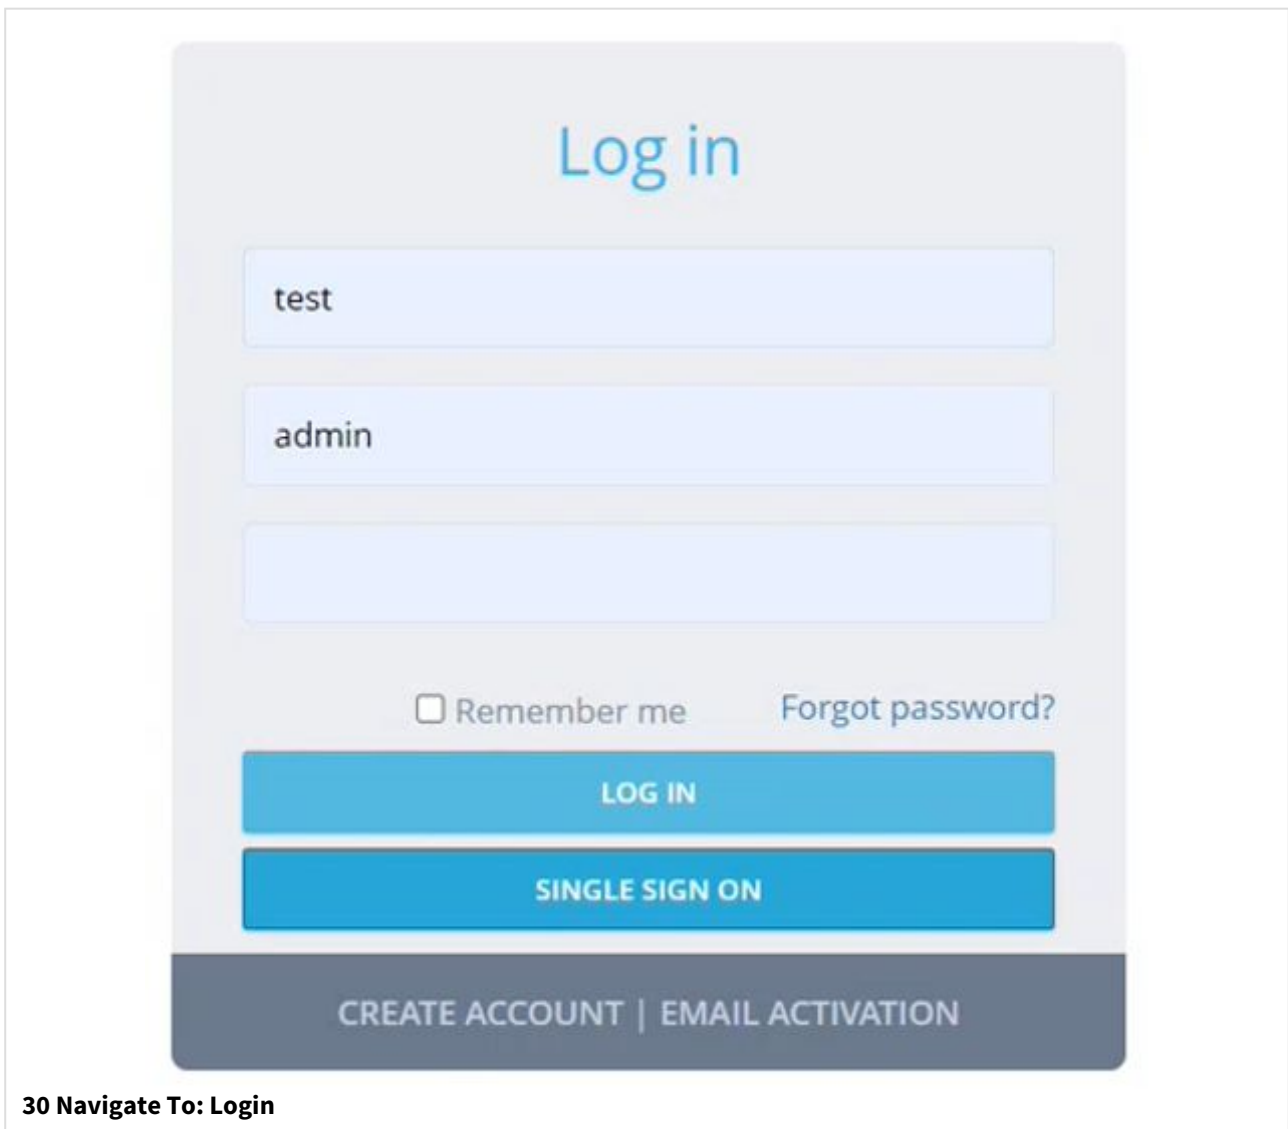 Log in
test
admin
Remember me Forgot password?
LOG IN
SINGLE SIGN ON
CREATE ACCOUNT | EMAIL ACTIVATION
30 Navigate To: Login